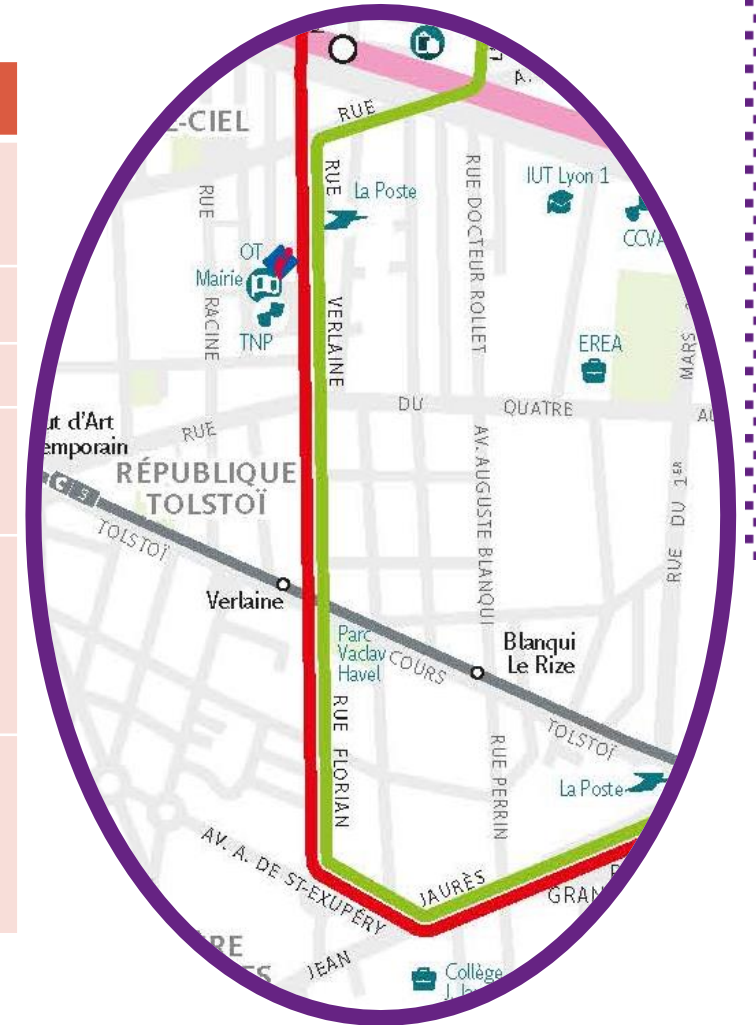 A.
-CIEL
RUE
IUT Lyon 1
RUE
La Poste
RUE DOCTEUR ROLLET
RUE
RACINE
OT
Mairie
TNP
VERLAINE
EREA
MARS
DU
QUATRE
RUE
ut d'Art
emporain
RÉPUBLIQUE
TOLSTOÏ
C 3
TOLSTOÏ
AV. AUGUSTE BLANQUI
RUE DU 1ER
Verlaine
Parc
Vaclav
Havel
COURS
Blanqui
Le Rize
TOLSTOÏ
RUE FLORIAN
RUE PERRIN
La Poste
AV. A. DE ST-EXUPÉRY
JAURÈS
GRAN
JEAN
Collège